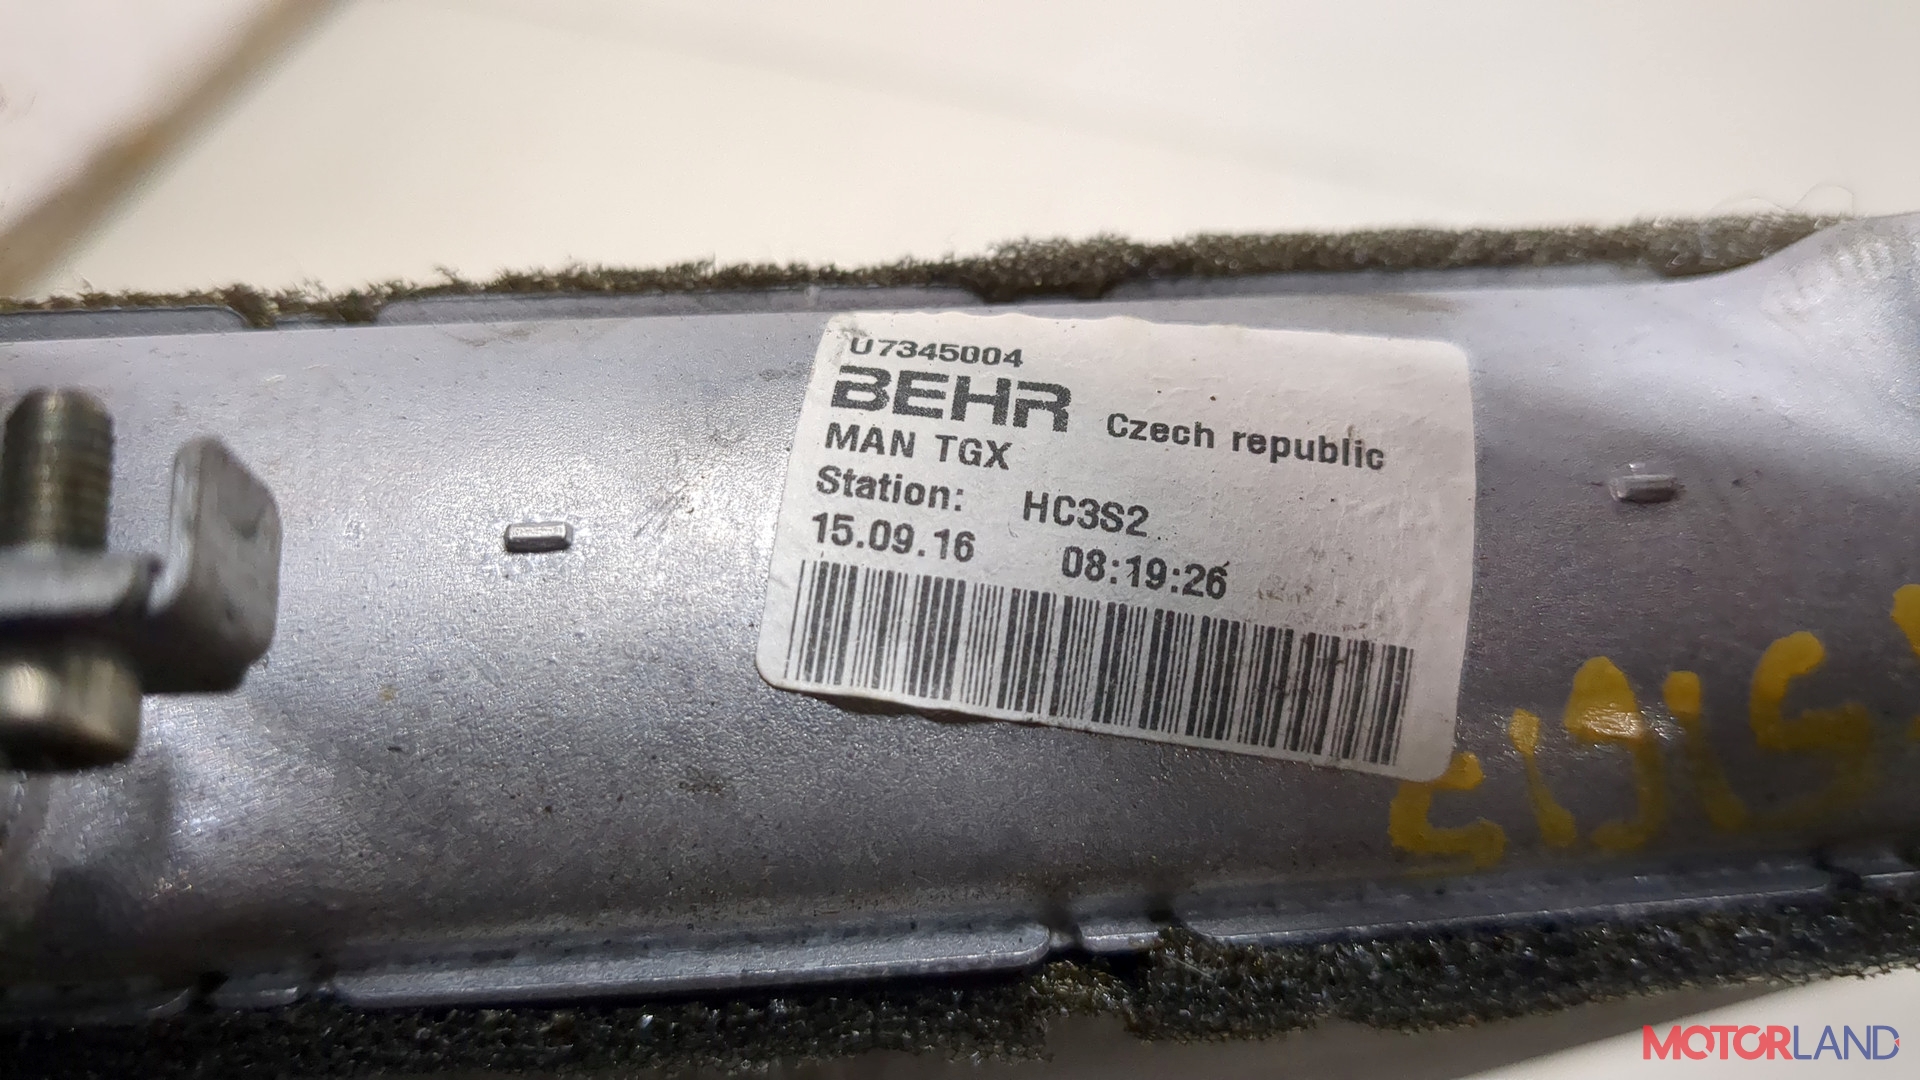 U7345004
BEHR Czech republic
MAN TGX
Station: HC3S2
15.09.16 08:19:26
MOTORLAND